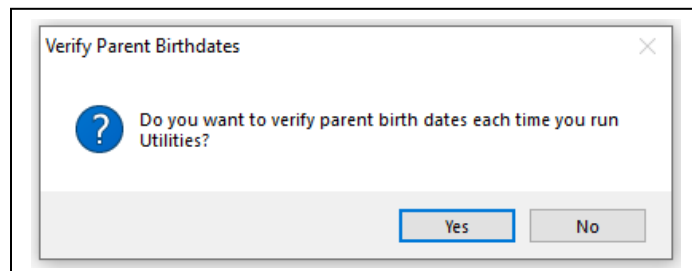 Verify Parent Birthdates
Do you want to verify parent birth dates each time you run
Utilities?
Yes
No